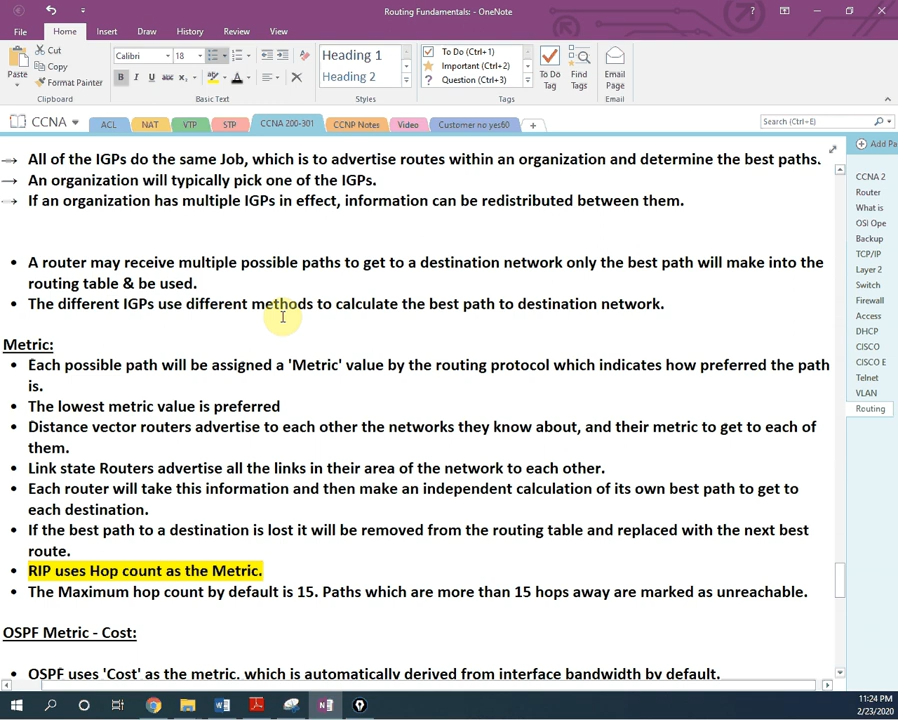 Routing Fundamentals: - OneNote
?
File
Home
Insert
Draw
History
Review
View
Paste
Cut
Copy
Format Painter
Clipboard
Calibri
18
B I U abc x₂
A
Basic Text
Heading 1
Heading 2
Styles
To Do (Ctrl+1)
Important (Ctrl+2)
Question (Ctrl+3)
To Do
Tag
Find
Tags
Tags
Email
Page
Email
CCNA
ACL
NAT
VTP
STP
CCNA 200-301
CCNP Notes
Video
Customer no yes60
+
Search (Ctrl+E)
All of the IGPs do the same Job, which is to advertise routes within an organization and determine the best paths.
An organization will typically pick one of the IGPs.
If an organization has multiple IGPs in effect, information can be redistributed between them.
• A router may receive multiple possible paths to get to a destination network only the best path will make into the
routing table & be used.
• The different IGPs use different methods to calculate the best path to destination network.
Metric:
• Each possible path will be assigned a 'Metric' value by the routing protocol which indicates how preferred the path
is.
• The lowest metric value is preferred
• Distance vector routers advertise to each other the networks they know about, and their metric to get to each of
them.
• Link state Routers advertise all the links in their area of the network to each other.
• Each router will take this information and then make an independent calculation of its own best path to get to
each destination.
• If the best path to a destination is lost it will be removed from the routing table and replaced with the next best
route.
• RIP uses Hop count as the Metric.
• The Maximum hop count by default is 15. Paths which are more than 15 hops away are marked as unreachable.
OSPF Metric - Cost:
• OSPF uses 'Cost' as the metric, which is automatically derived from interface bandwidth by default.
Add Pa
CCNA 2
Router
What is
OSI Ope
Backup
TCP/IP
Layer 2
Switch
Firewall
Access
DHCP
CISCO
CISCO E
Telnet
VLAN
Routing
11:24 PM
2/23/2020